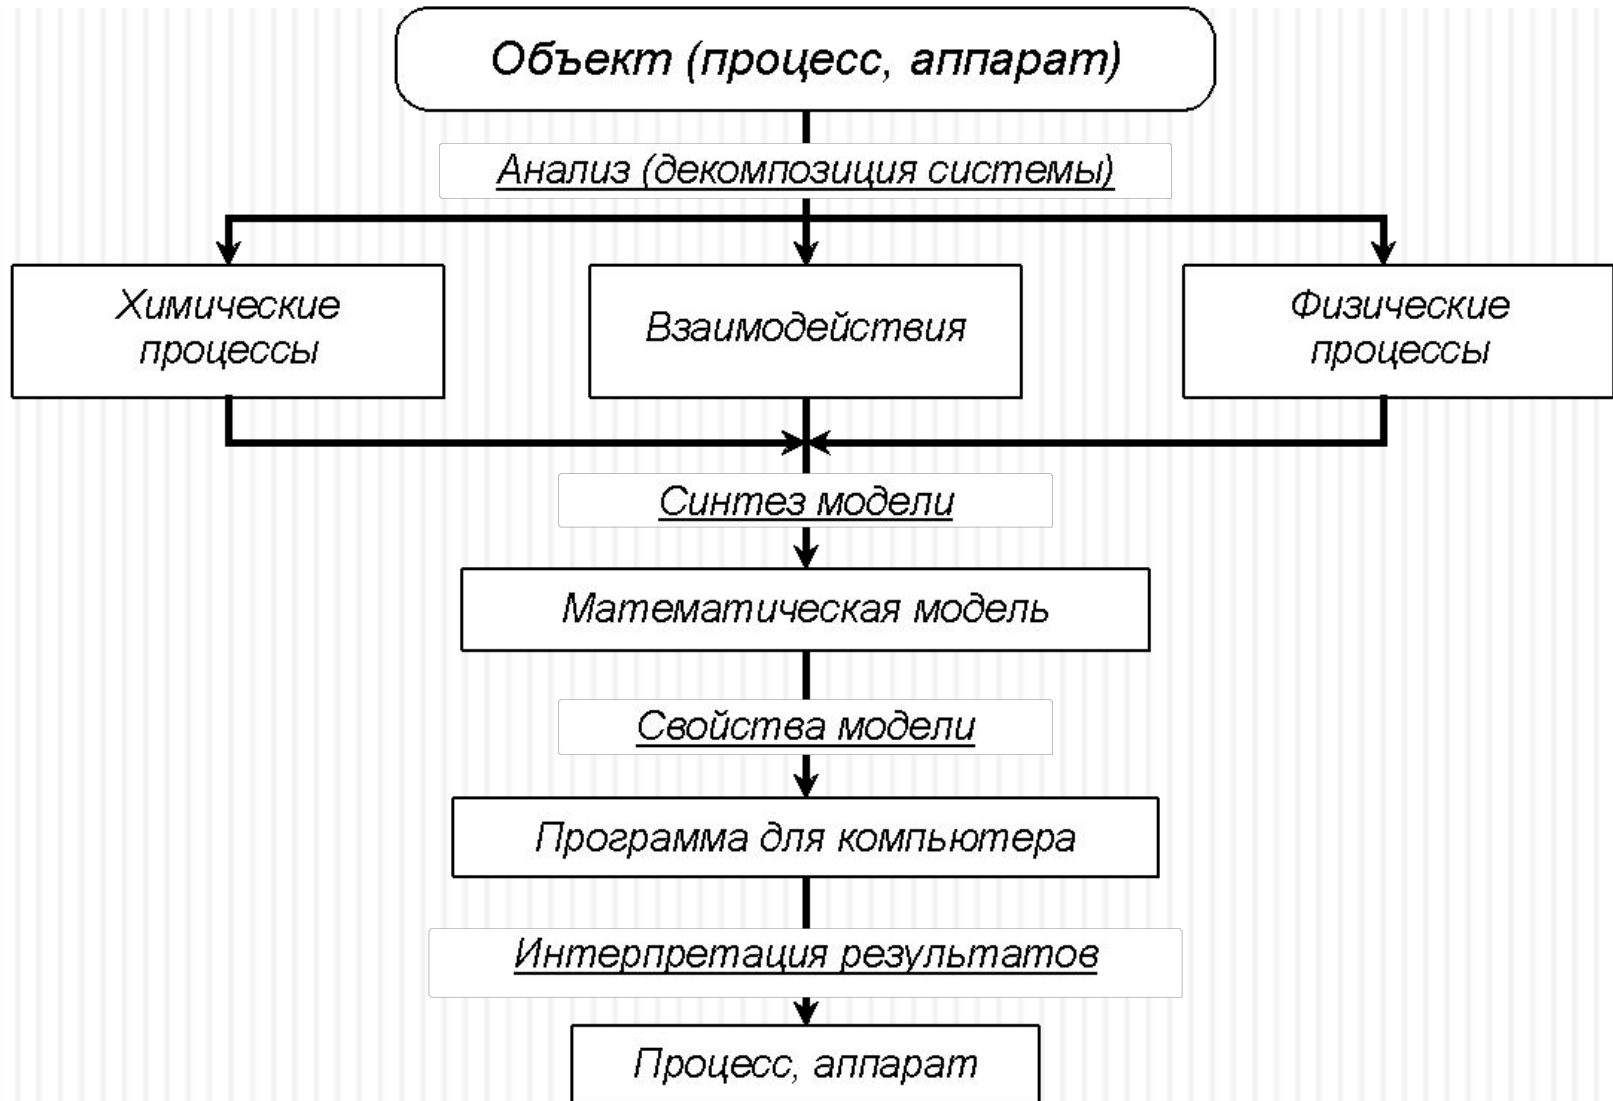 Объект (процесс, аппарат)
Анализ (декомпозиция системы)
Химические
процессы
Взаимодействия
Физические
процессы
Синтез модели
Математическая модель
Свойства модели
Программа для компьютера
Интерпретация результатов
Процесс, аппарат